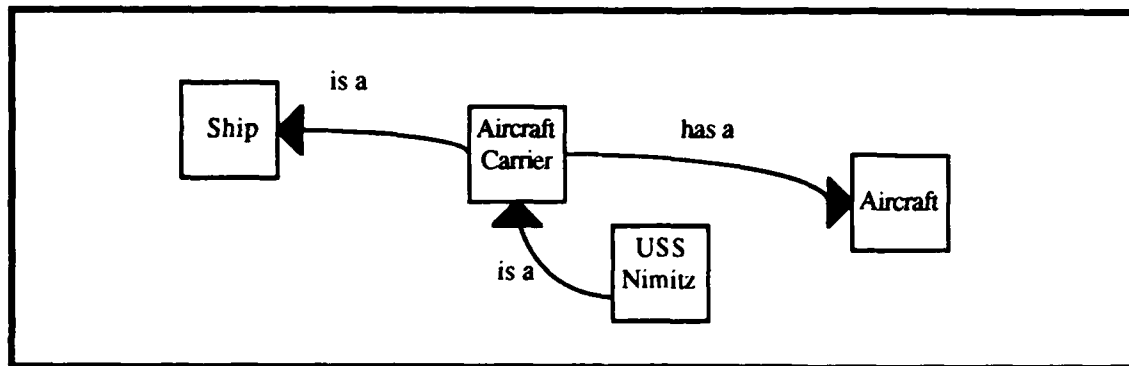 is a
Ship
Aircraft
Carrier
has a
Aircraft
is a
USS
Nimitz